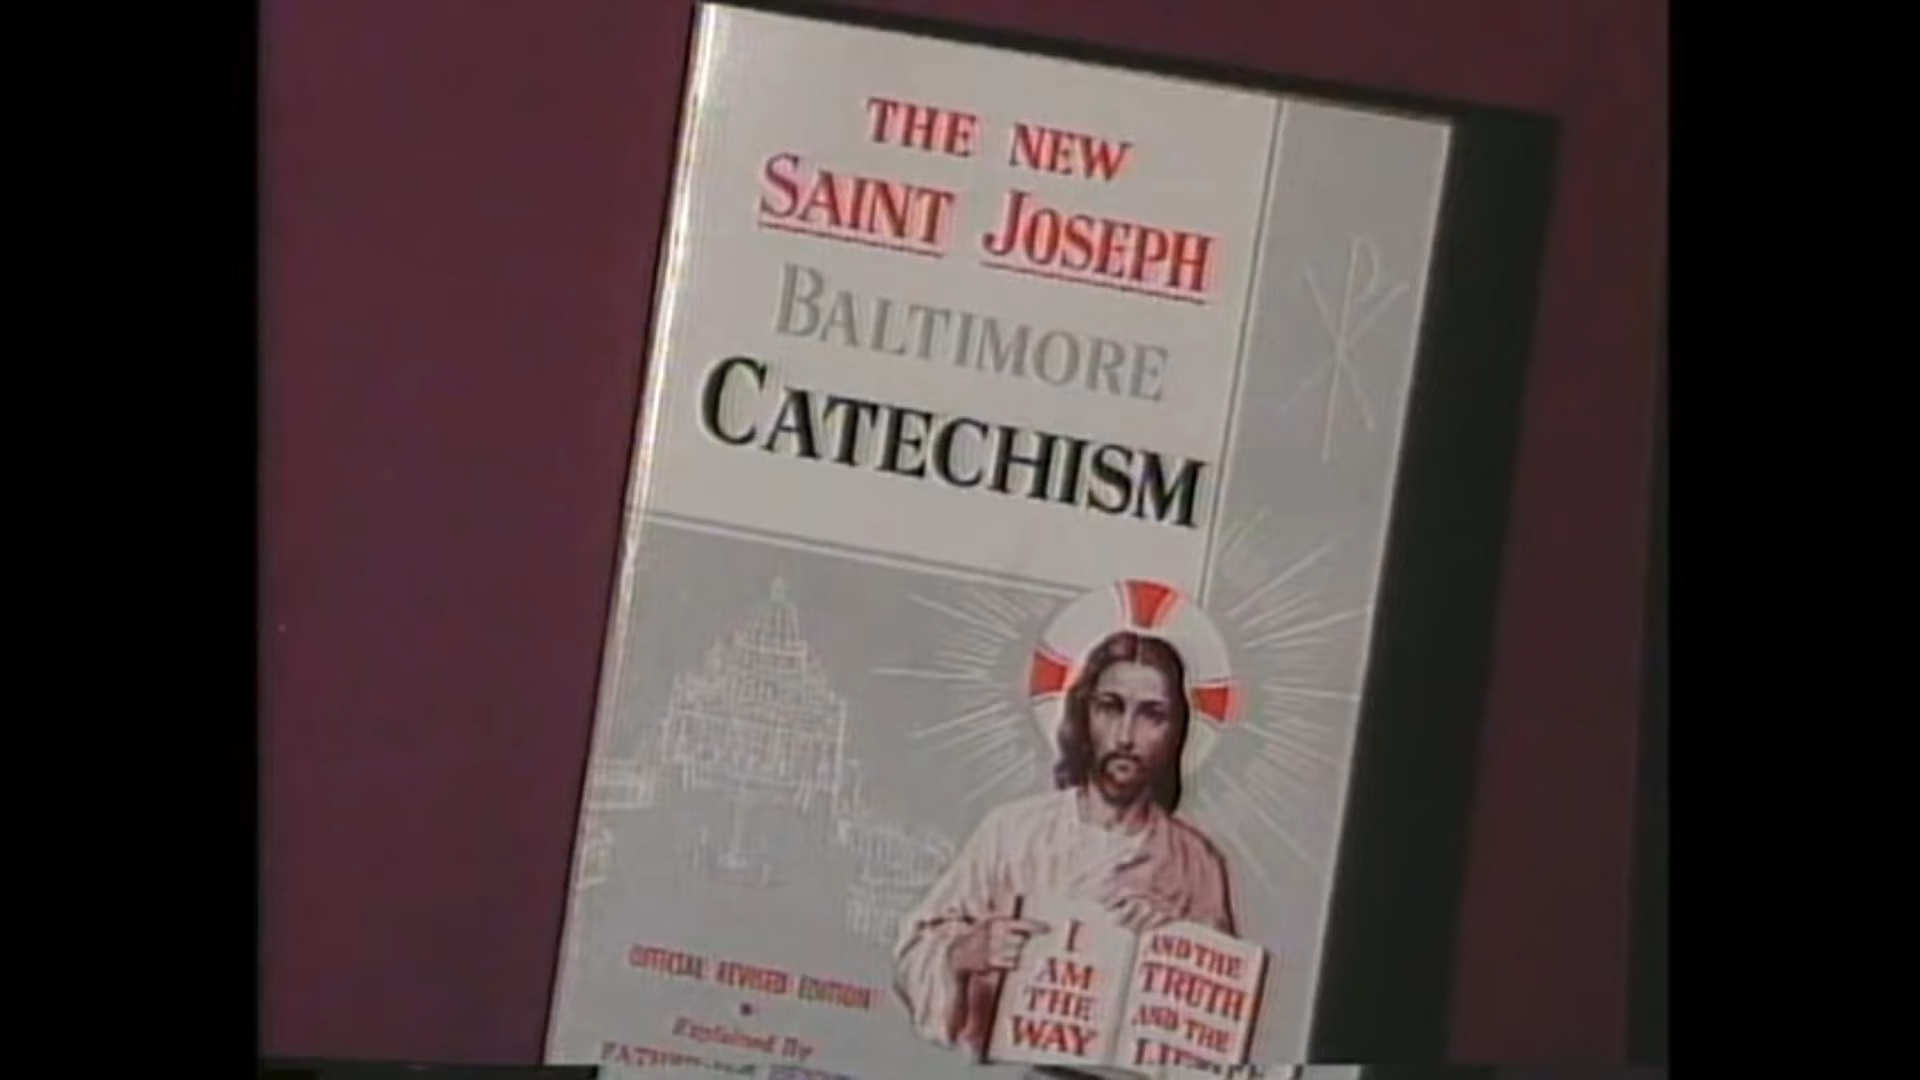 THE NEW
SAINT JOSEPH
BALTIMORE
CATECHISM
OFFICIAL REVISED EDITION
Explained By
FATHER
I
AM
THE
WAY
AND THE
TRUTH
AND THE